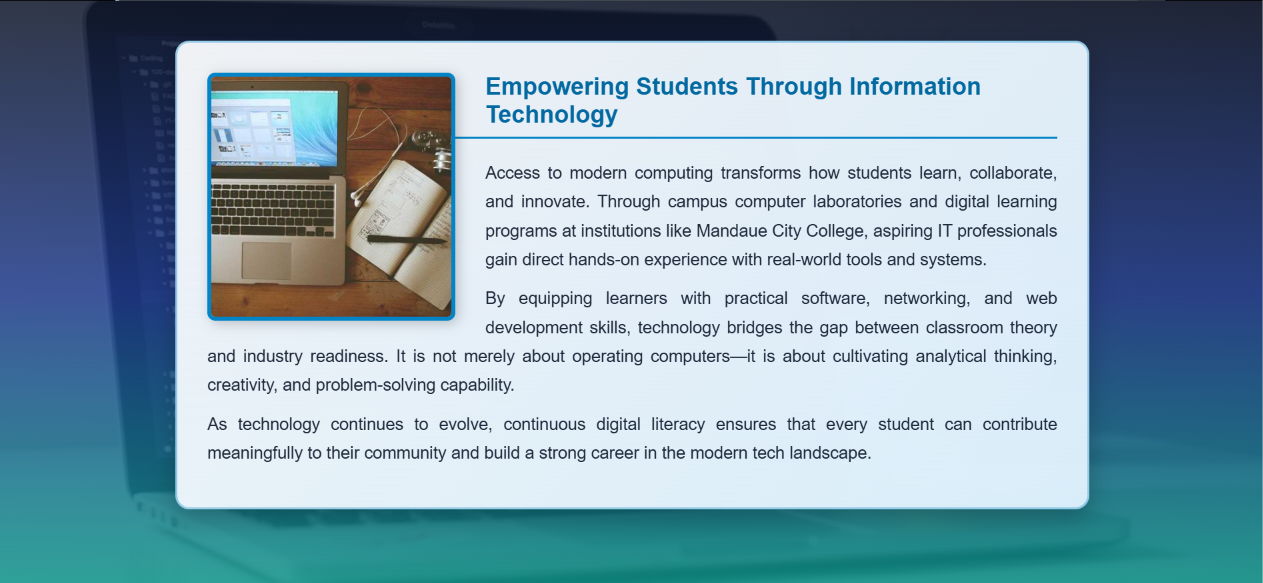 Empowering Students Through Information
Technology
Access to modern computing transforms how students learn, collaborate,
and innovate. Through campus computer laboratories and digital learning
programs at institutions like Mandaue City College, aspiring IT professionals
gain direct hands-on experience with real-world tools and systems.
By equipping learners with practical software, networking, and web
development skills, technology bridges the gap between classroom theory
and industry readiness. It is not merely about operating computers—it is about cultivating analytical thinking,
creativity, and problem-solving capability.
As technology continues to evolve, continuous digital literacy ensures that every student can contribute
meaningfully to their community and build a strong career in the modern tech landscape.